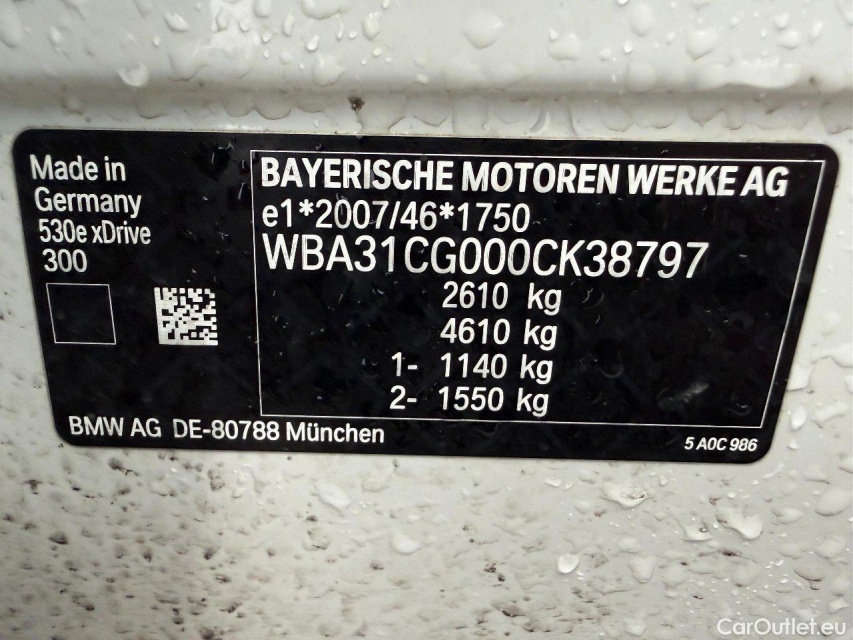 Made in
Germany
530e xDrive
300
BAYERISCHE MOTOREN WERKE AG
e1*2007/46*1750
WBA31CG000CK38797
2610 kg
4610 kg
1- 1140 kg
2- 1550 kg
BMW AG DE-80788 München
5 A0C 986
CarOutlet.eu